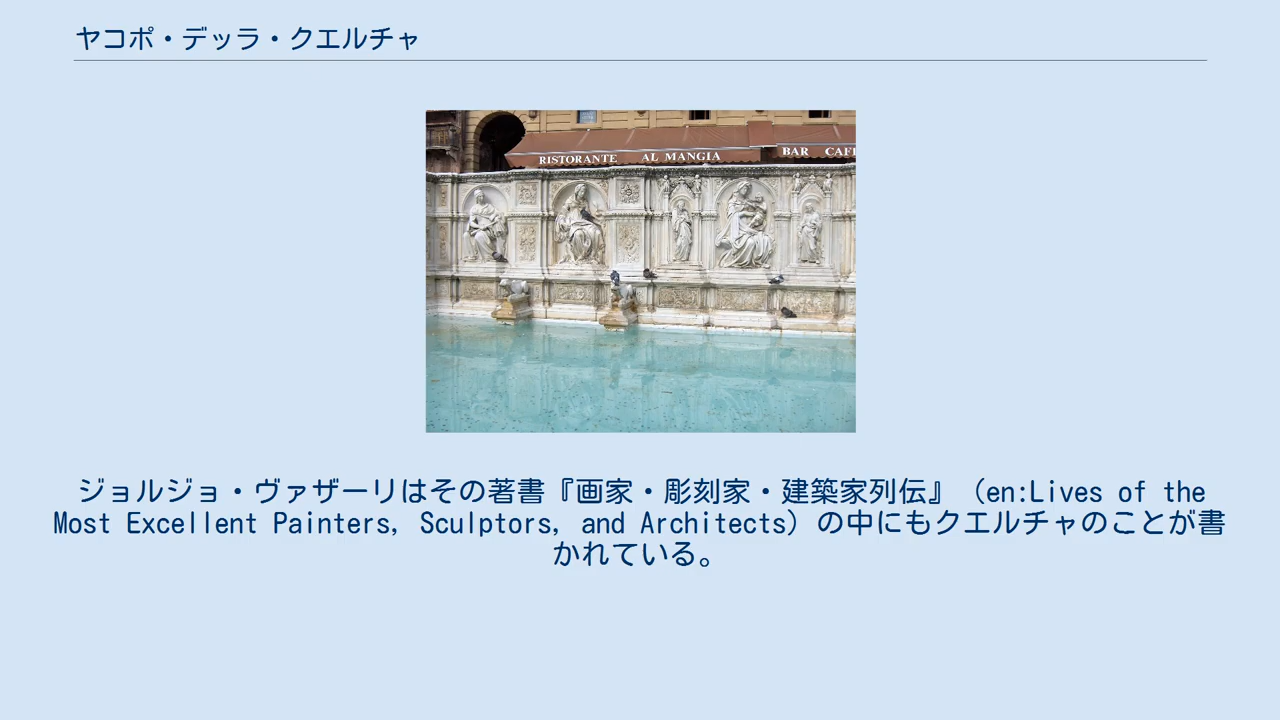 ヤコポ・デッラ・クエルチャ
RISTORANTE AL MANGIA BAR CAFE
ジョルジョ・ヴァザーリはその著書『画家・彫刻家・建築家列伝』（en:Lives of the
Most Excellent Painters, Sculptors, and Architects）の中にもクエルチャのことが書
かれている。